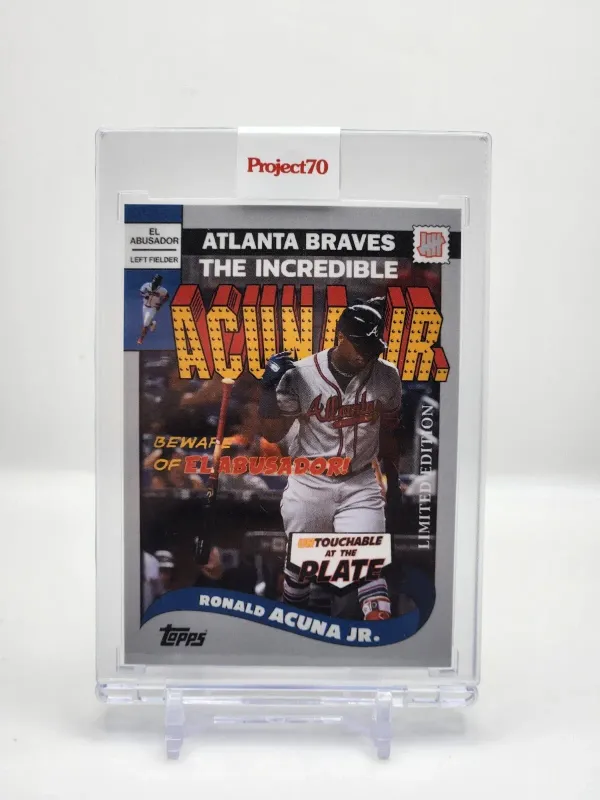 Project70
EL
ABUSADOR
LEFT FIELDER
ATLANTA BRAVES
THE INCREDIBLE
ACUNA JR.
Atlanta
BEWARE
OF EL ABUSADOR!
LIMITED EDITION
UNTOUCHABLE
AT THE
PLATE
RONALD ACUNA JR.
Topps